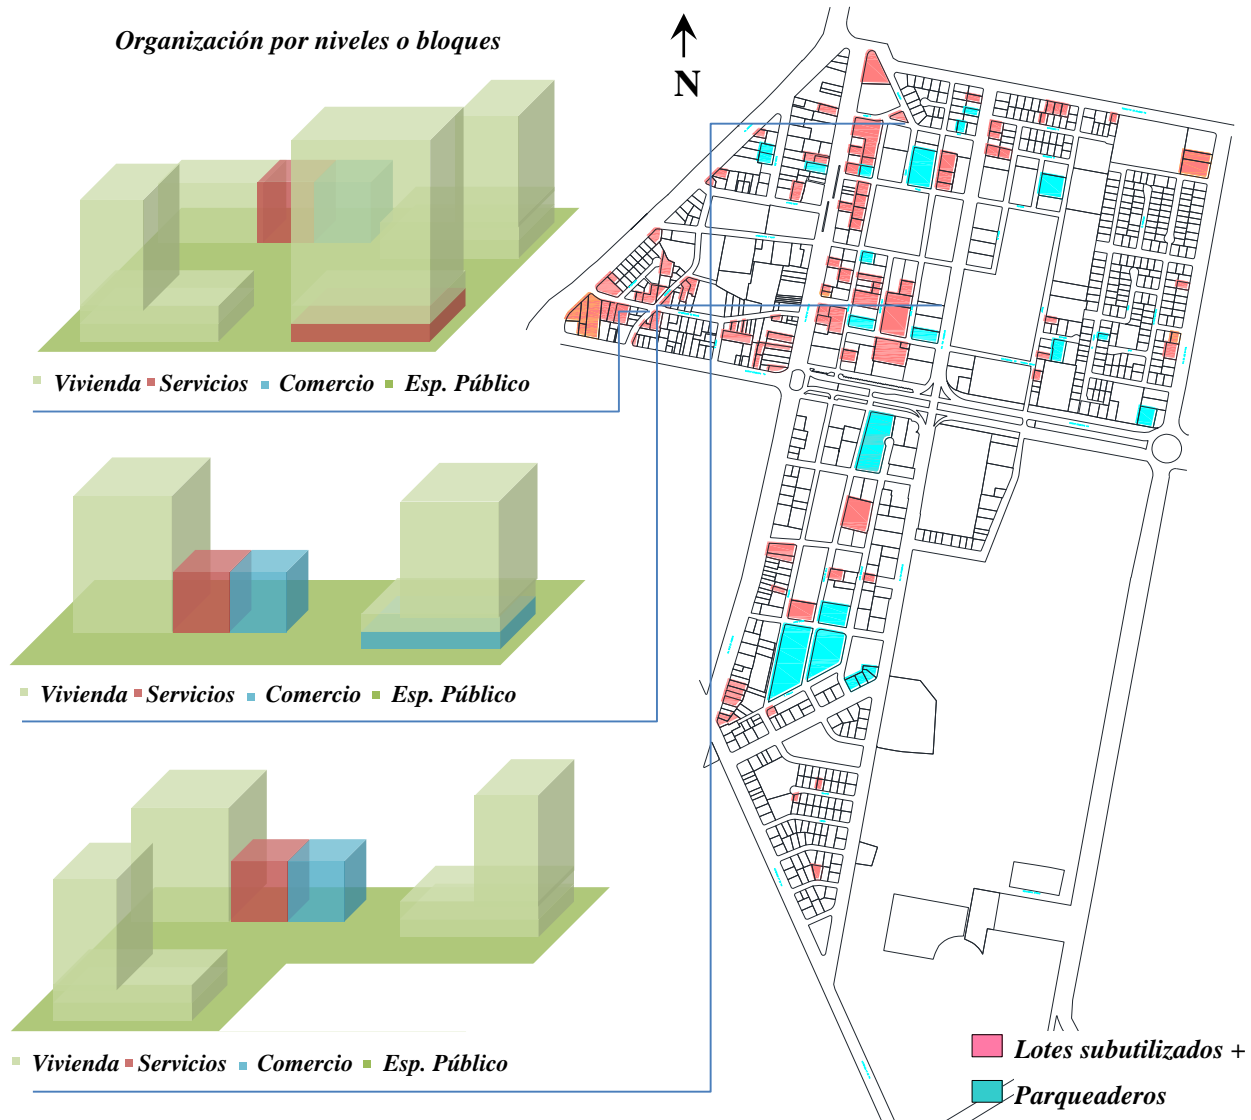 Organización por niveles o bloques
N
Vivienda Servicios Comercio Esp. Público
Vivienda Servicios Comercio Esp. Público
Vivienda Servicios Comercio Esp. Público
Lotes subutilizados +
Parqueaderos